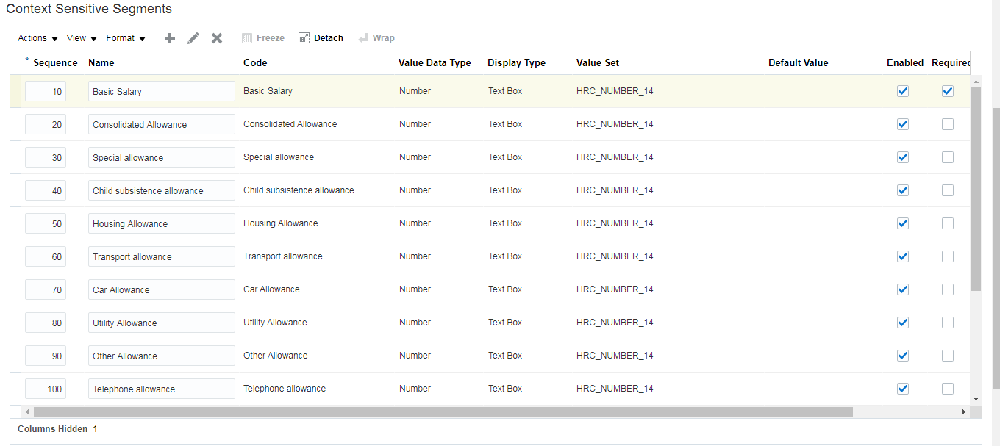 Context Sensitive Segments
Actions View Format Freeze Detach Wrap
* Sequence Name Code Value Data Type Display Type Value Set Default Value Enabled Required
10 Basic Salary Basic Salary Number Text Box HRC_NUMBER_14
20 Consolidated Allowance Consolidated Allowance Number Text Box HRC_NUMBER_14
30 Special allowance Special allowance Number Text Box HRC_NUMBER_14
40 Child subsistence allowance Child subsistence allowance Number Text Box HRC_NUMBER_14
50 Housing Allowance Housing Allowance Number Text Box HRC_NUMBER_14
60 Transport allowance Transport allowance Number Text Box HRC_NUMBER_14
70 Car Allowance Car Allowance Number Text Box HRC_NUMBER_14
80 Utility Allowance Utility Allowance Number Text Box HRC_NUMBER_14
90 Other Allowance Other Allowance Number Text Box HRC_NUMBER_14
100 Telephone allowance Telephone allowance Number Text Box HRC_NUMBER_14
Columns Hidden 1